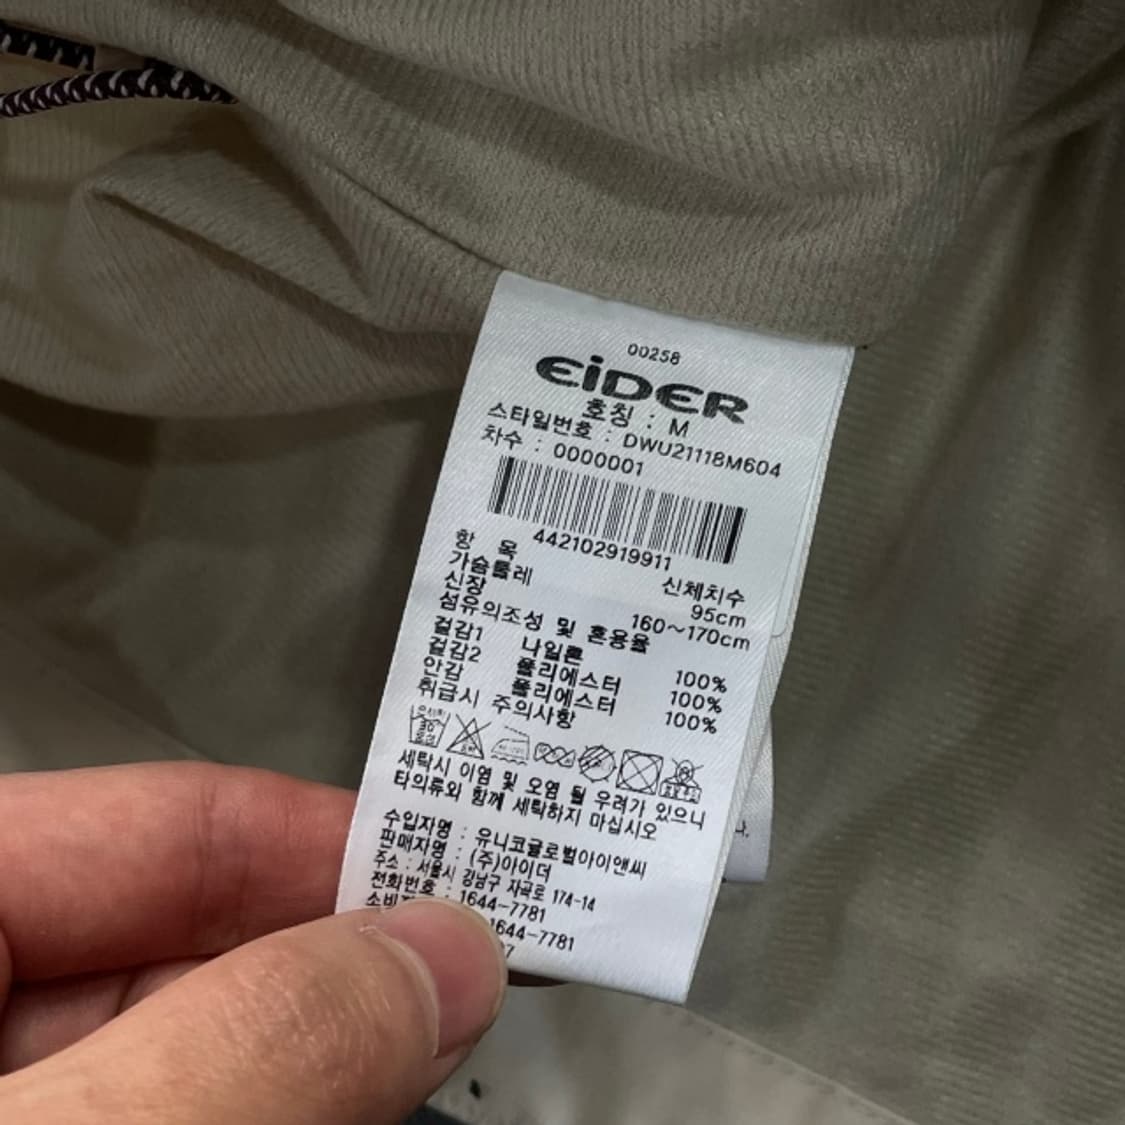 00258
EiDER
호칭 : M
스타일번호 : DWU21118M604
차수 : 0000001
442102919911
항 목 신체치수
가슴둘레 95cm
신장 160~170cm
섬유의조성 및 혼용율
겉감1 나일론 100%
겉감2 폴리에스터 100%
안감 폴리에스터 100%
취급시 주의사항
30
세탁시 이염 및 오염 될 우려가 있으니
타의류와 함께 세탁하지 마십시오
수입자명 : 유니코글로벌아이앤씨
판매자명 : (주)아이더
주소 : 서울시 강남구 자곡로 174-14
전화번호 : 1644-7781
1644-7781